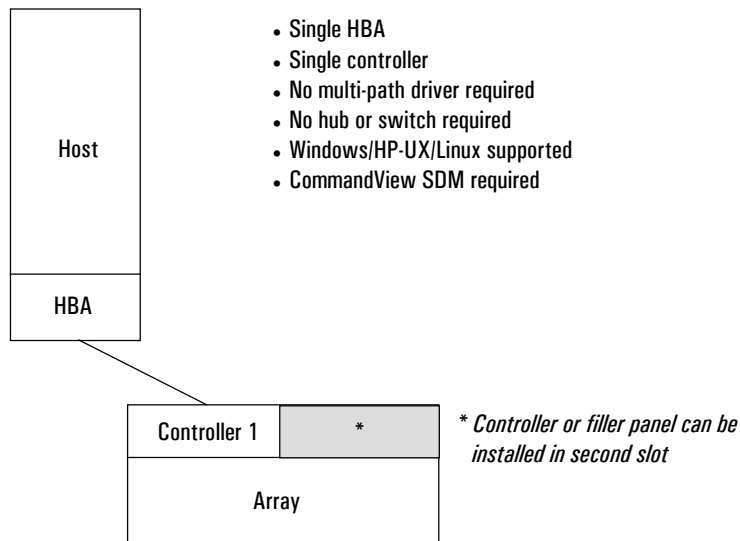 • Single HBA
• Single controller
• No multi-path driver required
• No hub or switch required
• Windows/HP-UX/Linux supported
• CommandView SDM required
Host
HBA
Controller 1
*
* Controller or filler panel can be
installed in second slot
Array